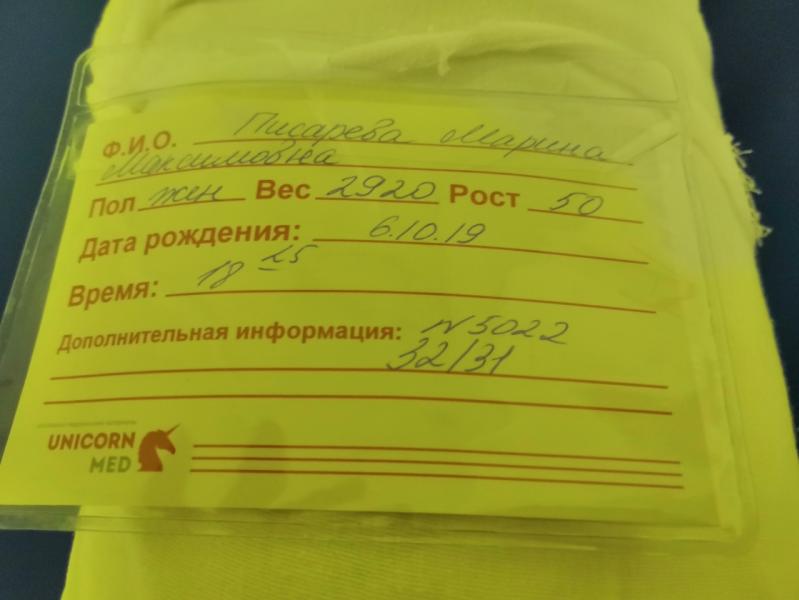 Ф.И.О. Писарева Марина
Максимовна
Пол жен Вес 2920 Рост 50
Дата рождения: 6.10.19
Время: 18 25
Дополнительная информация: N 5022
32/31
UNICORN
MED